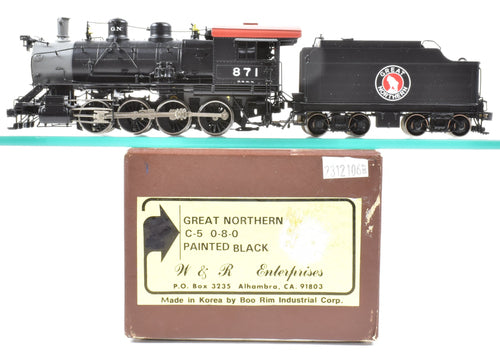 GN
871
GREAT
NORTHERN
GREAT NORTHERN
C-5 0-8-0
PAINTED BLACK
W & R Enterprises
P.O. Box 3235 Alhambra, CA. 91803
Made in Korea by Boo Rim Industrial Corp.